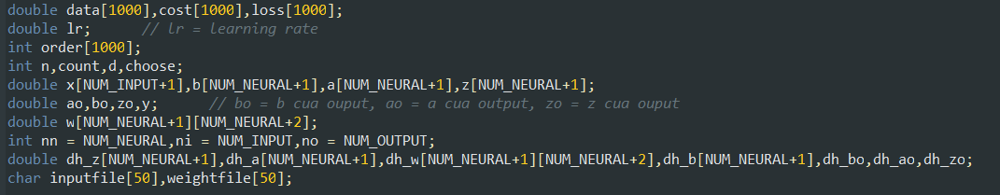 double data[1000],cost[1000],loss[1000];
double lr;      // lr = learning rate
int order[1000];
int n,count,d,choose;
double x[NUM_INPUT+1],b[NUM_NEURAL+1],a[NUM_NEURAL+1],z[NUM_NEURAL+1];
double ao,bo,zo,y;      // bo = b cua ouput, ao = a cua output, zo = z cua ouput
double w[NUM_NEURAL+1][NUM_NEURAL+2];
int nn = NUM_NEURAL,ni = NUM_INPUT,no = NUM_OUTPUT;
double dh_z[NUM_NEURAL+1],dh_a[NUM_NEURAL+1],dh_w[NUM_NEURAL+1][NUM_NEURAL+2],dh_b[NUM_NEURAL+1],dh_bo,dh_ao,dh_zo;
char inputfile[50],weightfile[50];